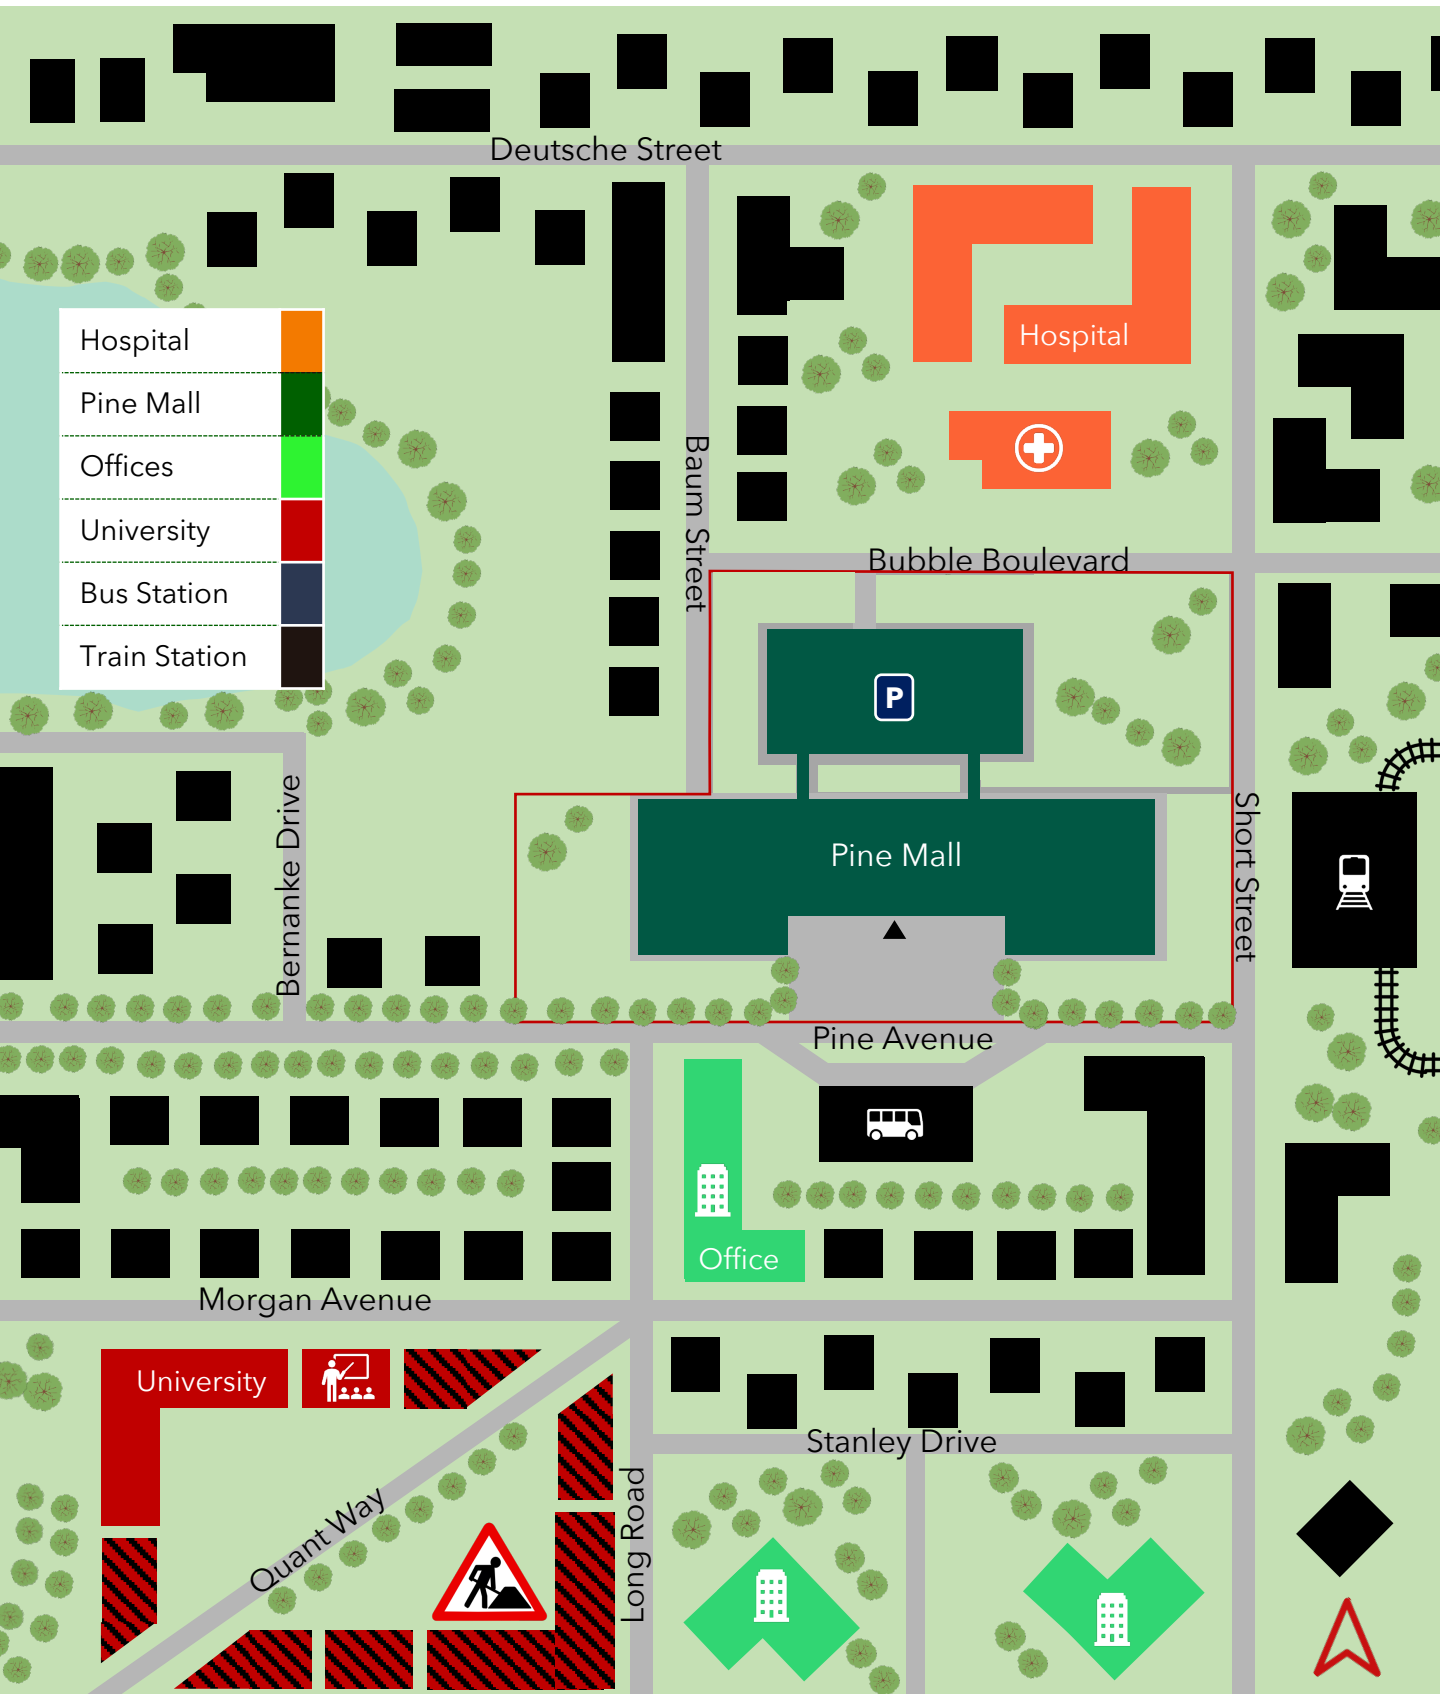 Deutsche Street
Hospital
Pine Mall
Offices
University
Bus Station
Train Station
Hospital
Baum Street
Bubble Boulevard
P
Pine Mall
Short Street
Bernanke Drive
Pine Avenue
Office
Morgan Avenue
University
Stanley Drive
Quant Way
Long Road